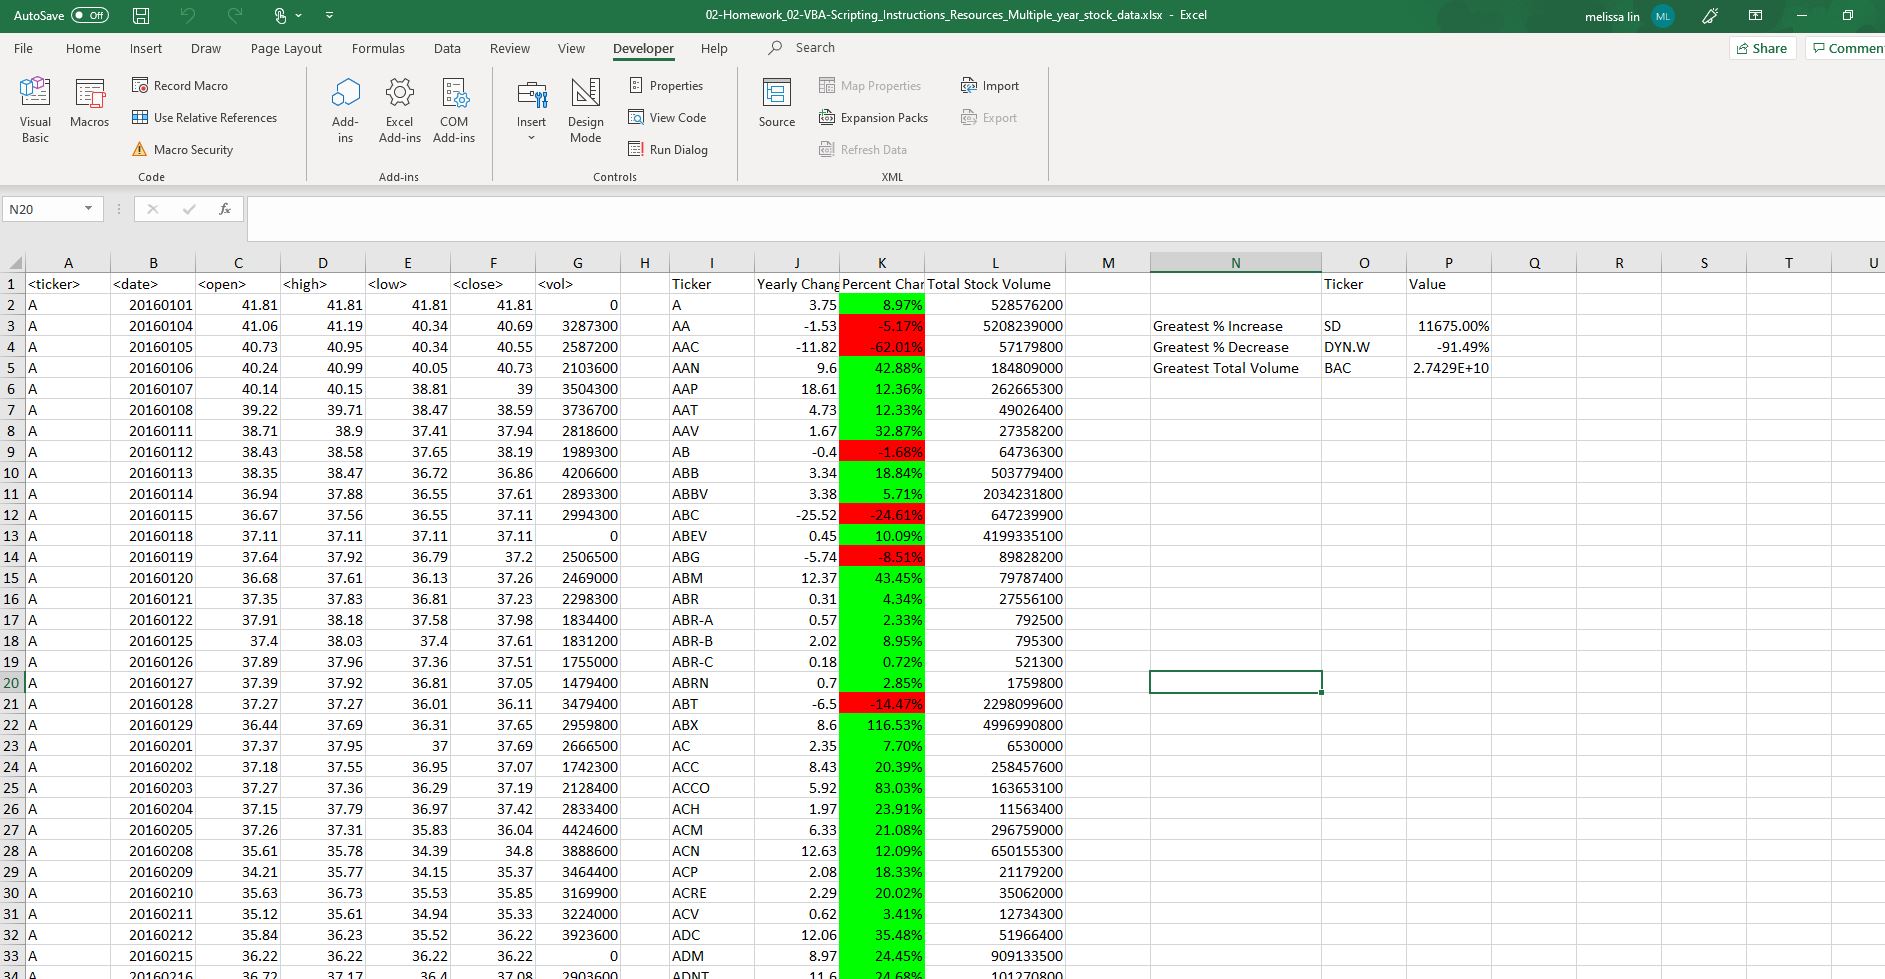 AutoSave Off 02-Homework_02-VBA-Scripting_Instructions_Resources_Multiple_year_stock_data.xlsx - Excel melissa lin ML
File Home Insert Draw Page Layout Formulas Data Review View Developer Help Search Share Commen
Visual Basic Macros Record Macro Use Relative References Macro Security
Add-ins Excel Add-ins COM Add-ins
Insert Design Mode Properties View Code Run Dialog
Source Map Properties Expansion Packs Refresh Data Import Export
Code Add-ins Controls XML
N20 fx
A B C D E F G H I J K L M N O P Q R S T U
1 <ticker> <date> <open> <high> <low> <close> <vol> Ticker Yearly Chang Percent Char Total Stock Volume Ticker Value
2 A 20160101 41.81 41.81 41.81 41.81 0 A 3.75 8.97% 528576200
3 A 20160104 41.06 41.19 40.34 40.69 3287300 AA -1.53 -5.17% 5208239000 Greatest % Increase SD 11675.00%
4 A 20160105 40.73 40.95 40.34 40.55 2587200 AAC -11.82 -62.01% 57179800 Greatest % Decrease DYN.W -91.49%
5 A 20160106 40.24 40.99 40.05 40.73 2103600 AAN 9.6 42.88% 184809000 Greatest Total Volume BAC 2.7429E+10
6 A 20160107 40.14 40.15 38.81 39 3504300 AAP 18.61 12.36% 262665300
7 A 20160108 39.22 39.71 38.47 38.59 3736700 AAT 4.73 12.33% 49026400
8 A 20160111 38.71 38.9 37.41 37.94 2818600 AAV 1.67 32.87% 27358200
9 A 20160112 38.43 38.58 37.65 38.19 1989300 AB -0.4 -1.68% 64736300
10 A 20160113 38.35 38.47 36.72 36.86 4206600 ABB 3.34 18.84% 503779400
11 A 20160114 36.94 37.88 36.55 37.61 2893300 ABBV 3.38 5.71% 2034231800
12 A 20160115 36.67 37.56 36.55 37.11 2994300 ABC -25.52 -24.61% 647239900
13 A 20160118 37.11 37.11 37.11 37.11 0 ABEV 0.45 10.09% 4199335100
14 A 20160119 37.64 37.92 36.79 37.2 2506500 ABG -5.74 -8.51% 89828200
15 A 20160120 36.68 37.61 36.13 37.26 2469000 ABM 12.37 43.45% 79787400
16 A 20160121 37.35 37.83 36.81 37.23 2298300 ABR 0.31 4.34% 27556100
17 A 20160122 37.91 38.18 37.58 37.98 1834400 ABR-A 0.57 2.33% 792500
18 A 20160125 37.4 38.03 37.4 37.61 1831200 ABR-B 2.02 8.95% 795300
19 A 20160126 37.89 37.96 37.36 37.51 1755000 ABR-C 0.18 0.72% 521300
20 A 20160127 37.39 37.92 36.81 37.05 1479400 ABRN 0.7 2.85% 1759800
21 A 20160128 37.27 37.27 36.01 36.11 3479400 ABT -6.5 -14.47% 2298099600
22 A 20160129 36.44 37.69 36.31 37.65 2959800 ABX 8.6 116.53% 4996990800
23 A 20160201 37.37 37.95 37 37.69 2666500 AC 2.35 7.70% 6530000
24 A 20160202 37.18 37.55 36.95 37.07 1742300 ACC 8.43 20.39% 258457600
25 A 20160203 37.27 37.36 36.29 37.19 2128400 ACCO 5.92 83.03% 163653100
26 A 20160204 37.15 37.79 36.97 37.42 2833400 ACH 1.97 23.91% 11563400
27 A 20160205 37.26 37.31 35.83 36.04 4424600 ACM 6.33 21.08% 296759000
28 A 20160208 35.61 35.78 34.39 34.8 3888600 ACN 12.63 12.09% 650155300
29 A 20160209 34.21 35.77 34.15 35.37 3464400 ACP 2.08 18.33% 21179200
30 A 20160210 35.63 36.73 35.53 35.85 3169900 ACRE 2.29 20.02% 35062000
31 A 20160211 35.12 35.61 34.94 35.33 3224000 ACV 0.62 3.41% 12734300
32 A 20160212 35.84 36.23 35.52 36.22 3923600 ADC 12.06 35.48% 51966400
33 A 20160215 36.22 36.22 36.22 36.22 0 ADM 8.97 24.45% 909133500
34 A 20160216 36.72 37.17 36.4 37.08 2903600 ADNT 11.6 24.68% 101270800